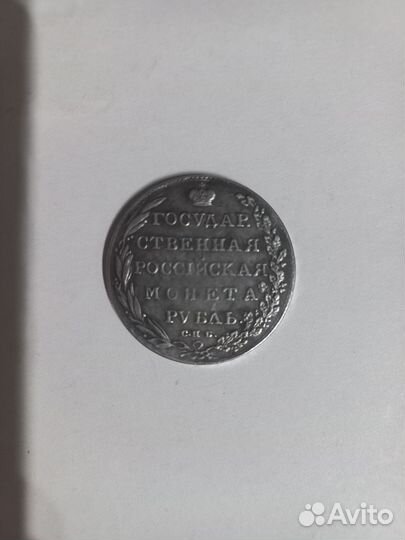 ГОСУДАР
СТВЕННАЯ
РОССІЙСКАЯ
МОНЕТА
РУБЛЬ.
С.П.Б.
Avito